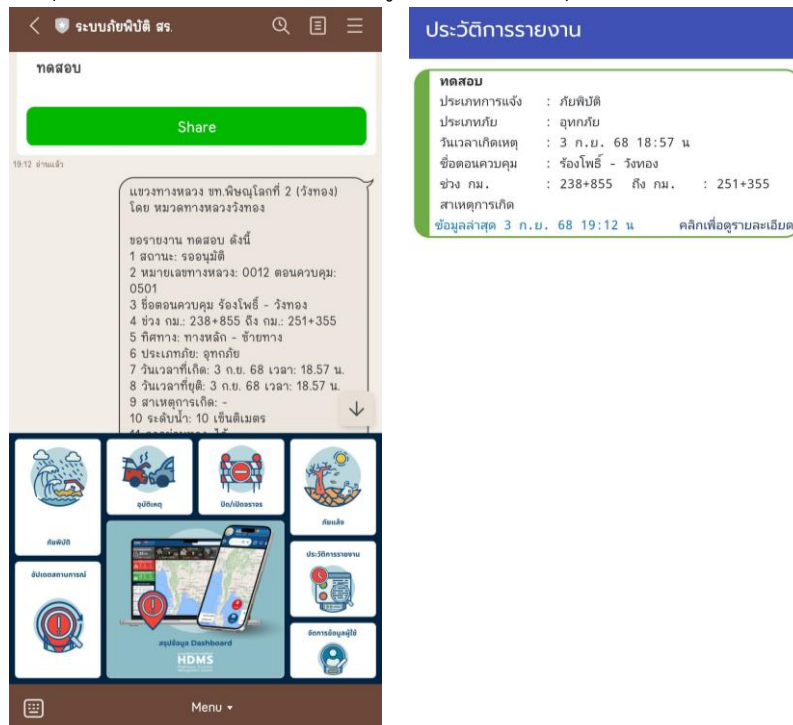 ระบบภัยพิบัติ สร.
ทดสอบ
Share
19:12 อ่านแล้ว
แขวงทางหลวง ขท.พิษณุโลกที่ 2 (วังทอง)
โดย หมวดทางหลวงวังทอง
ขอรายงาน ทดสอบ ดังนี้
1 สถานะ: รออนุมัติ
2 หมายเลขทางหลวง: 0012 ตอนควบคุม:
0501
3 ชื่อตอนควบคุม ร้องโพธิ์ - วังทอง
4 ช่วง กม.: 238+855 ถึง กม.: 251+355
5 ทิศทาง: ทางหลัก - ซ้ายทาง
6 ประเภทภัย: อุทกภัย
7 วันเวลาที่เกิด: 3 ก.ย. 68 เวลา: 18.57 น.
8 วันเวลาที่ยุติ: 3 ก.ย. 68 เวลา: 18.57 น.
9 สาเหตุการเกิด: -
10 ระดับน้ำ: 10 เซ็นติเมตร
ภัยพิบัติ
อุบัติเหตุ
ปิด/เปิดจราจร
ภัยแล้ง
อัปเดตสถานการณ์
สรุปข้อมูล Dashboard
HDMS
ประวัติการรายงาน
จัดการข้อมูลผู้ใช้
Menu
ประวัติการรายงาน
ทดสอบ
ประเภทการแจ้ง : ภัยพิบัติ
ประเภทภัย : อุทกภัย
วันเวลาเกิดเหตุ : 3 ก.ย. 68 18:57 น
ชื่อตอนควบคุม : ร้องโพธิ์ - วังทอง
ช่วง กม. : 238+855 ถึง กม. : 251+355
สาเหตุการเกิด
ข้อมูลล่าสุด 3 ก.ย. 68 19:12 น คลิกเพื่อดูรายละเอียด